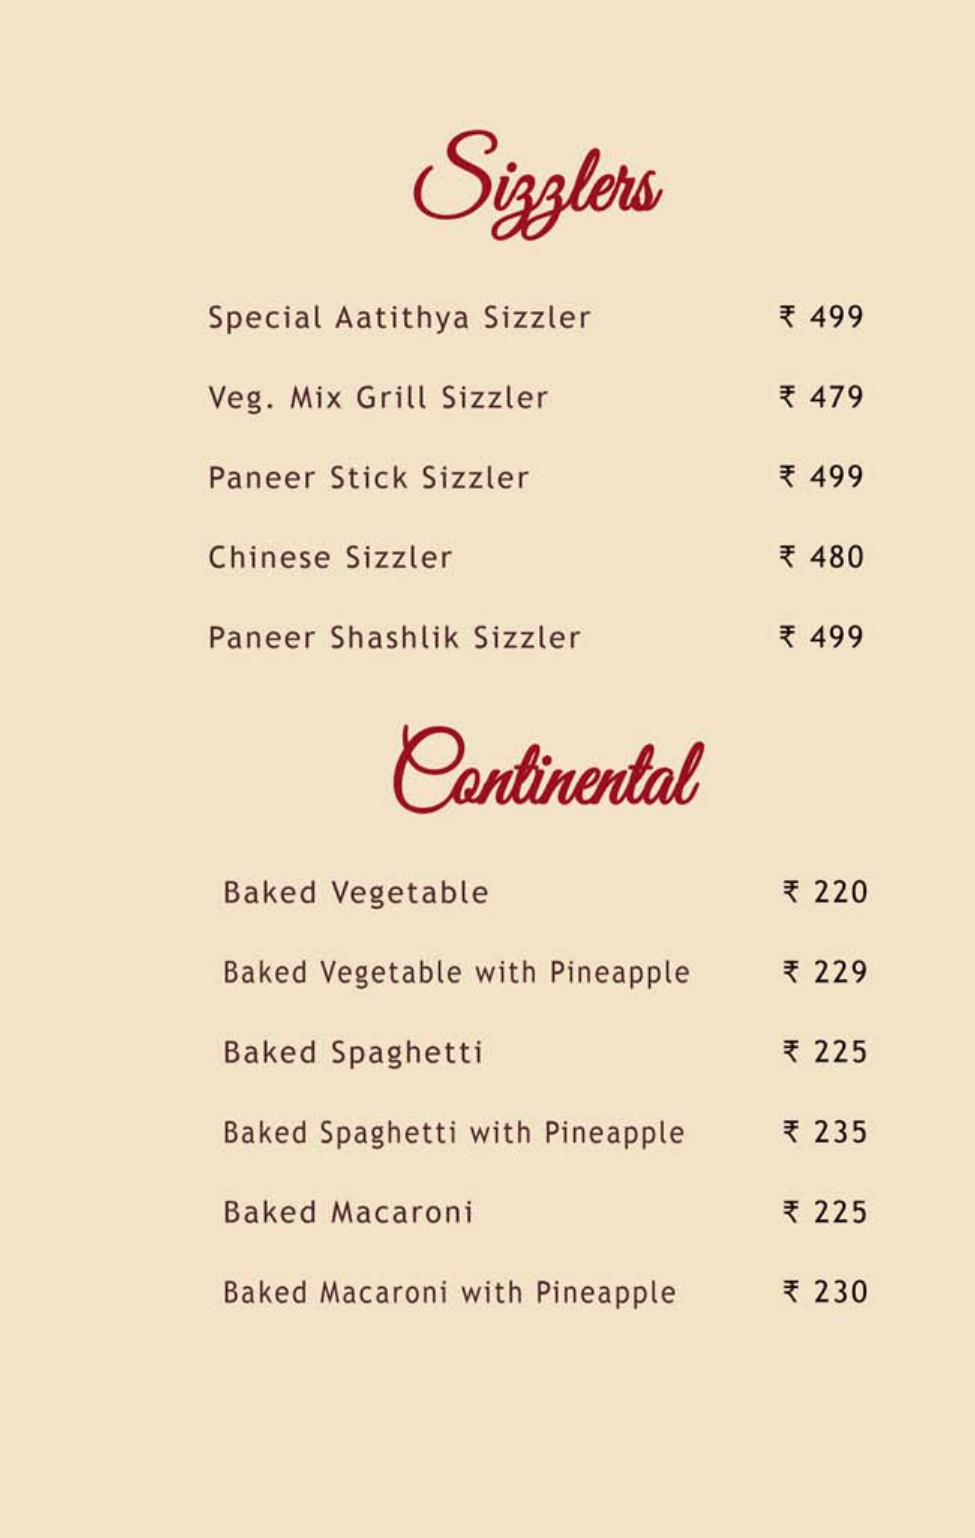 Sizzlers
Special Aatithya Sizzler ₹ 499
Veg. Mix Grill Sizzler ₹ 479
Paneer Stick Sizzler ₹ 499
Chinese Sizzler ₹ 480
Paneer Shashlik Sizzler ₹ 499
Continental
Baked Vegetable ₹ 220
Baked Vegetable with Pineapple ₹ 229
Baked Spaghetti ₹ 225
Baked Spaghetti with Pineapple ₹ 235
Baked Macaroni ₹ 225
Baked Macaroni with Pineapple ₹ 230